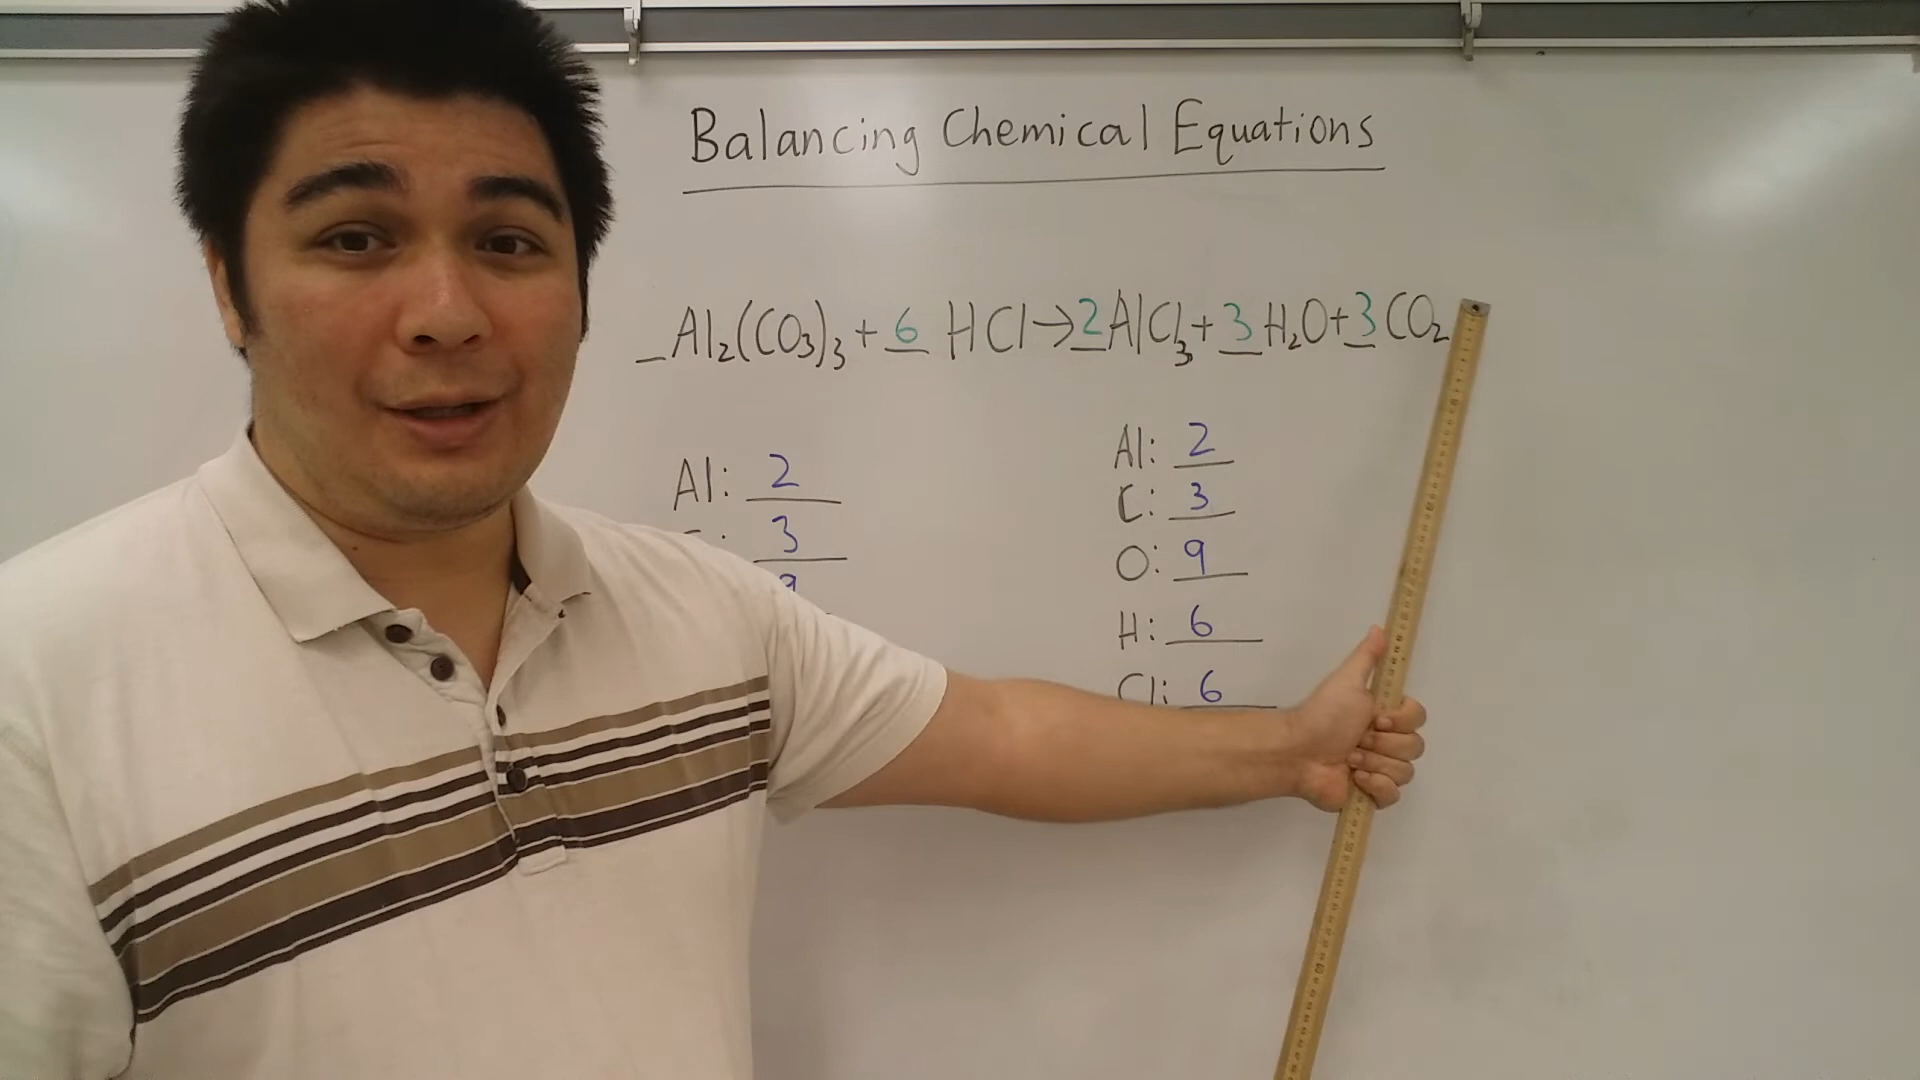 Balancing Chemical Equations
_Al₂(CO₃)₃ + 6 HCl → 2 AlCl₃ + 3 H₂O + 3 CO₂
Al: 2
3
9
Al: 2
C: 3
O: 9
H: 6
Cl: 6